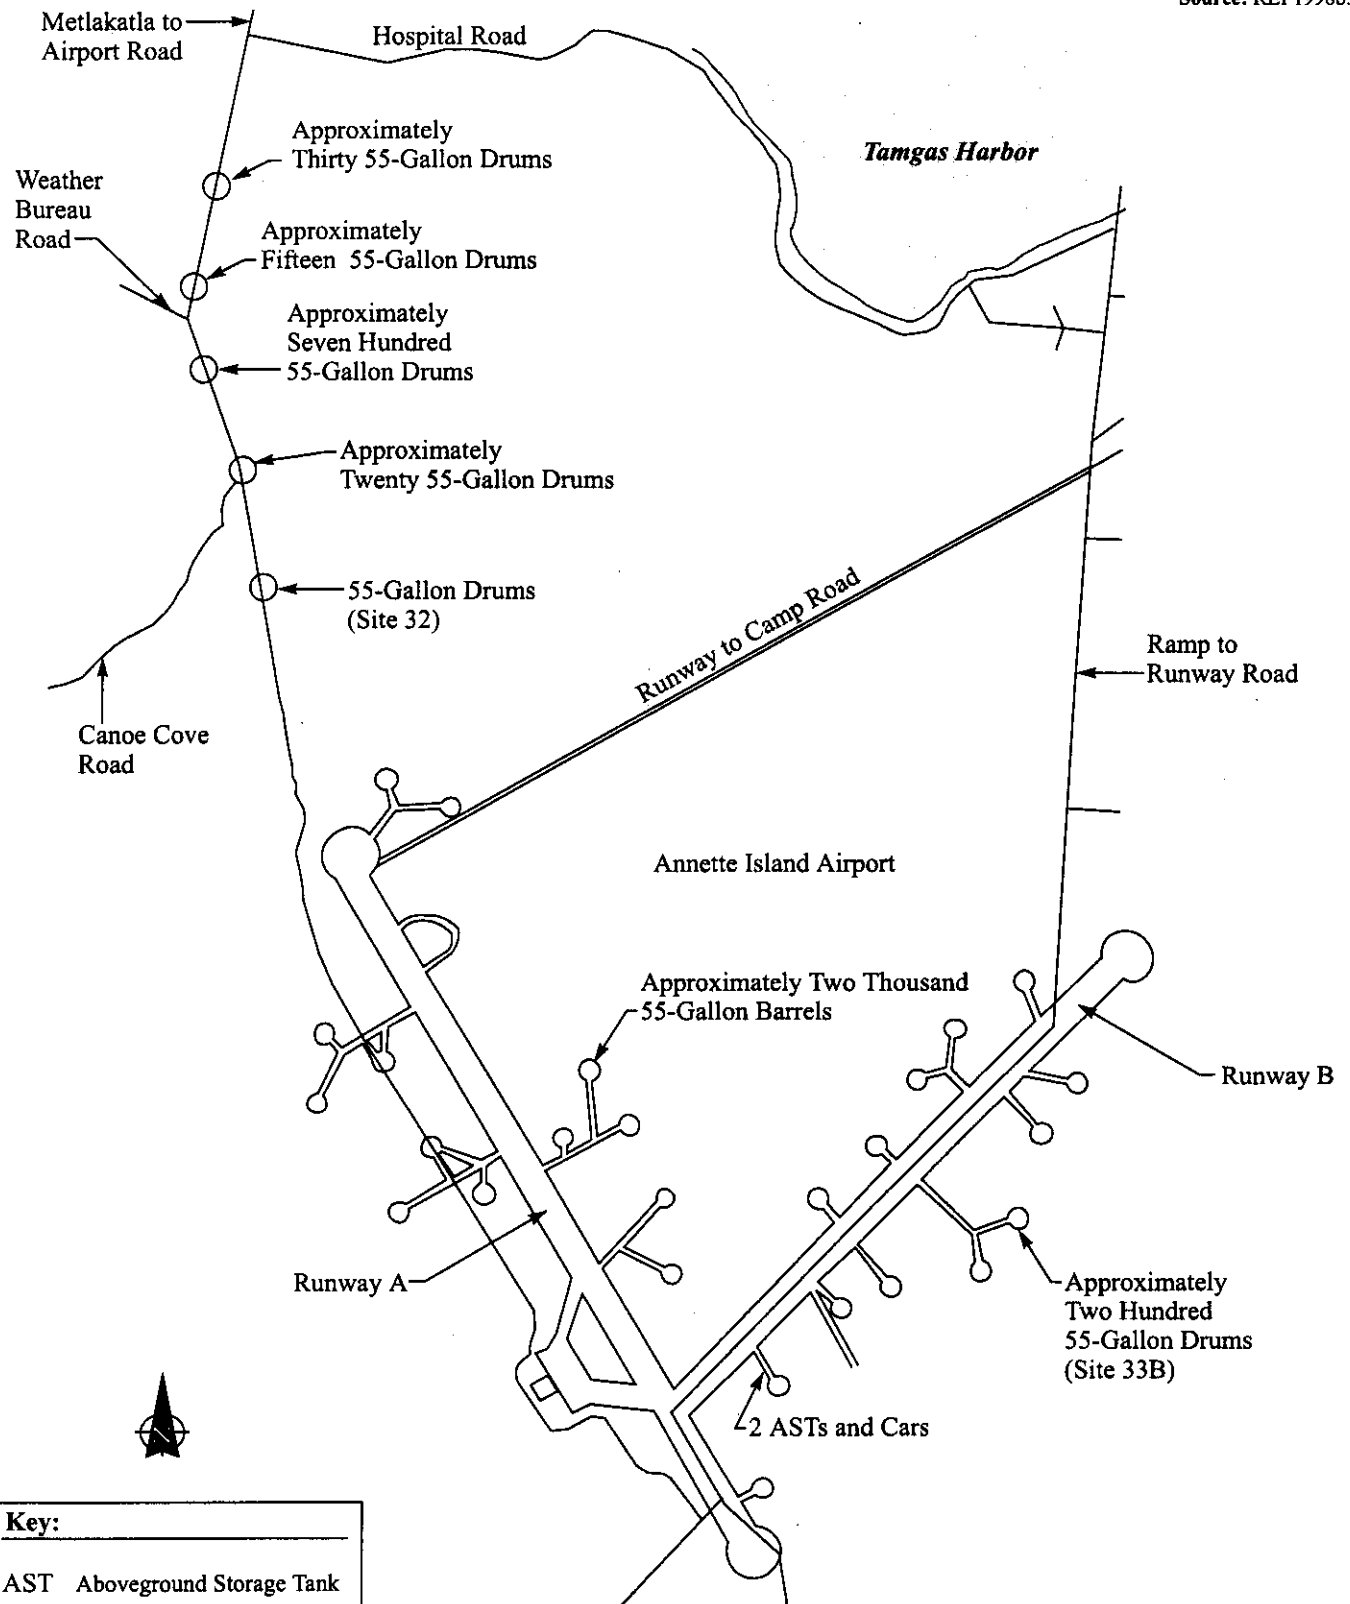 Source: REI 1998b.
Metlakatla to
Airport Road
Hospital Road
Tamgas Harbor
Approximately
Thirty 55-Gallon Drums
Weather
Bureau
Road
Approximately
Fifteen 55-Gallon Drums
Approximately
Seven Hundred
55-Gallon Drums
Approximately
Twenty 55-Gallon Drums
55-Gallon Drums
(Site 32)
Runway to Camp Road
Ramp to
Runway Road
Canoe Cove
Road
Annette Island Airport
Approximately Two Thousand
55-Gallon Barrels
Runway B
Runway A
Approximately
Two Hundred
55-Gallon Drums
(Site 33B)
2 ASTs and Cars
Key:
AST Aboveground Storage Tank